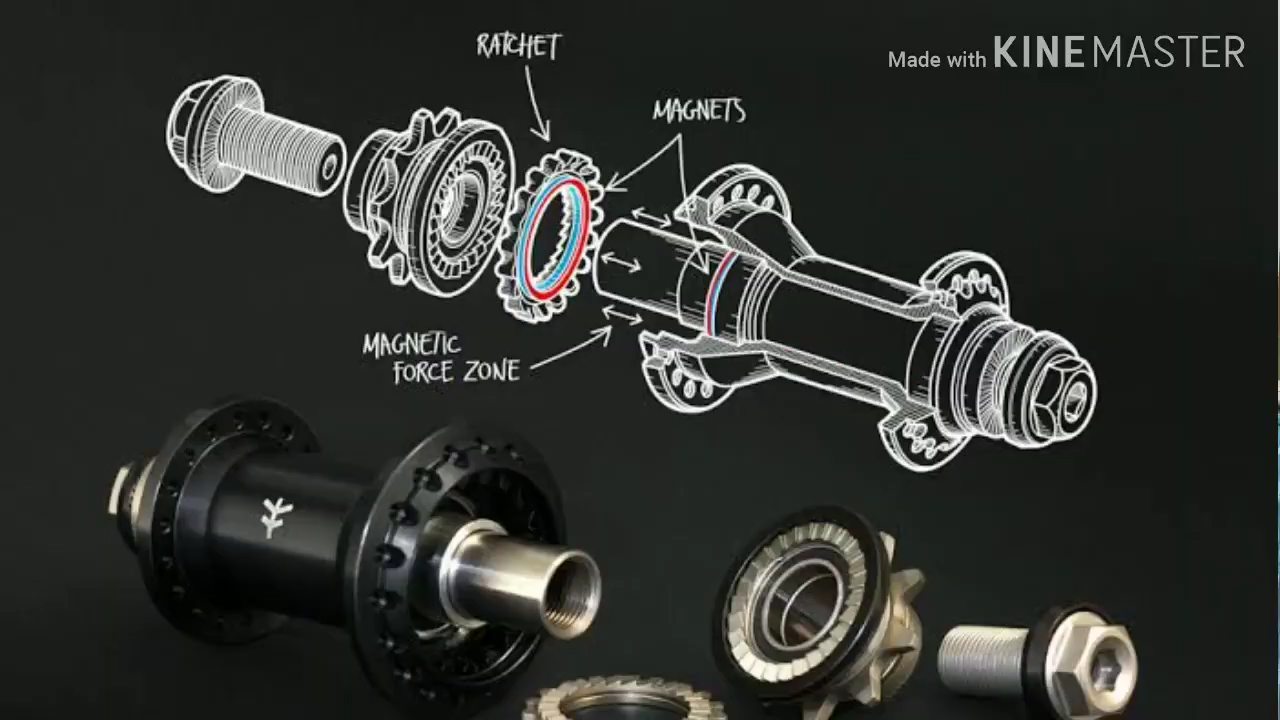 RATCHET
Made with KINEMASTER
MAGNETS
MAGNETIC
FORCE ZONE